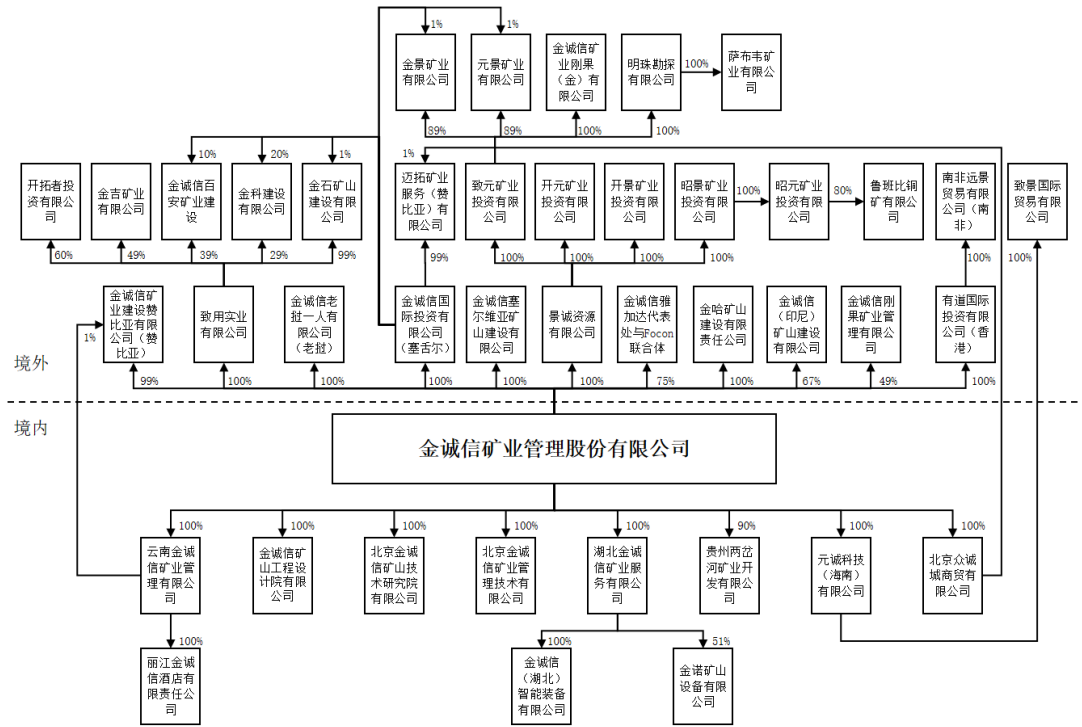 1%
1%
金景矿业
有限公司
元景矿业
有限公司
金诚信矿
业刚果
（金）有
限公司
明珠勘探
有限公司
100%
萨布韦矿
业有限公
司
89%
89%
100%
100%
10%
20%
1%
1%
开拓者投
资有限公
司
金吉矿业
有限公司
金诚信百
安矿业建
设
金科建设
有限公司
金石矿山
建设有限
公司
迈拓矿业
服务（赞
比亚）有
限公司
致元矿业
投资有限
公司
开元矿业
投资有限
公司
开景矿业
投资有限
公司
昭景矿业
投资有限
公司
100%
昭元矿业
投资有限
公司
80%
鲁班比铜
矿有限公
司
南非远景
贸易有限
公司（南
非）
致景国际
贸易有限
公司
60%
49%
39%
29%
99%
99%
100%
100%
100%
100%
100%
100%
金诚信矿
业建设赞
比亚有限
公司（赞
比亚）
致用实业
有限公司
金诚信老
挝一人有
限公司
（老挝）
金诚信国
际投资有
限公司
（塞舌尔）
金诚信塞
尔维亚矿
山建设有
限公司
景诚资源
有限公司
金诚信雅
加达代表
处与Focon
联合体
金哈矿山
建设有限
责任公司
金诚信
（印尼）
矿山建设
有限公司
金诚信刚
果矿业管
理有限公
司
有道国际
投资有限
公司（香
港）
1%
境外
99%
100%
100%
100%
100%
100%
75%
100%
67%
49%
100%
境内
金诚信矿业管理股份有限公司
100%
100%
100%
100%
100%
90%
100%
100%
云南金诚
信矿业管
理有限公
司
金诚信矿
山工程设
计院有限
公司
北京金诚
信矿山技
术研究院
有限公司
北京金诚
信矿业管
理技术有
限公司
湖北金诚
信矿业服
务有限公
司
贵州两岔
河矿业开
发有限公
司
元诚科技
（海南）
有限公司
北京众诚
城商贸有
限公司
100%
100%
51%
丽江金诚
信酒店有
限责任公
司
金诚信
（湖北）
智能装备
有限公司
金诺矿山
设备有限
公司